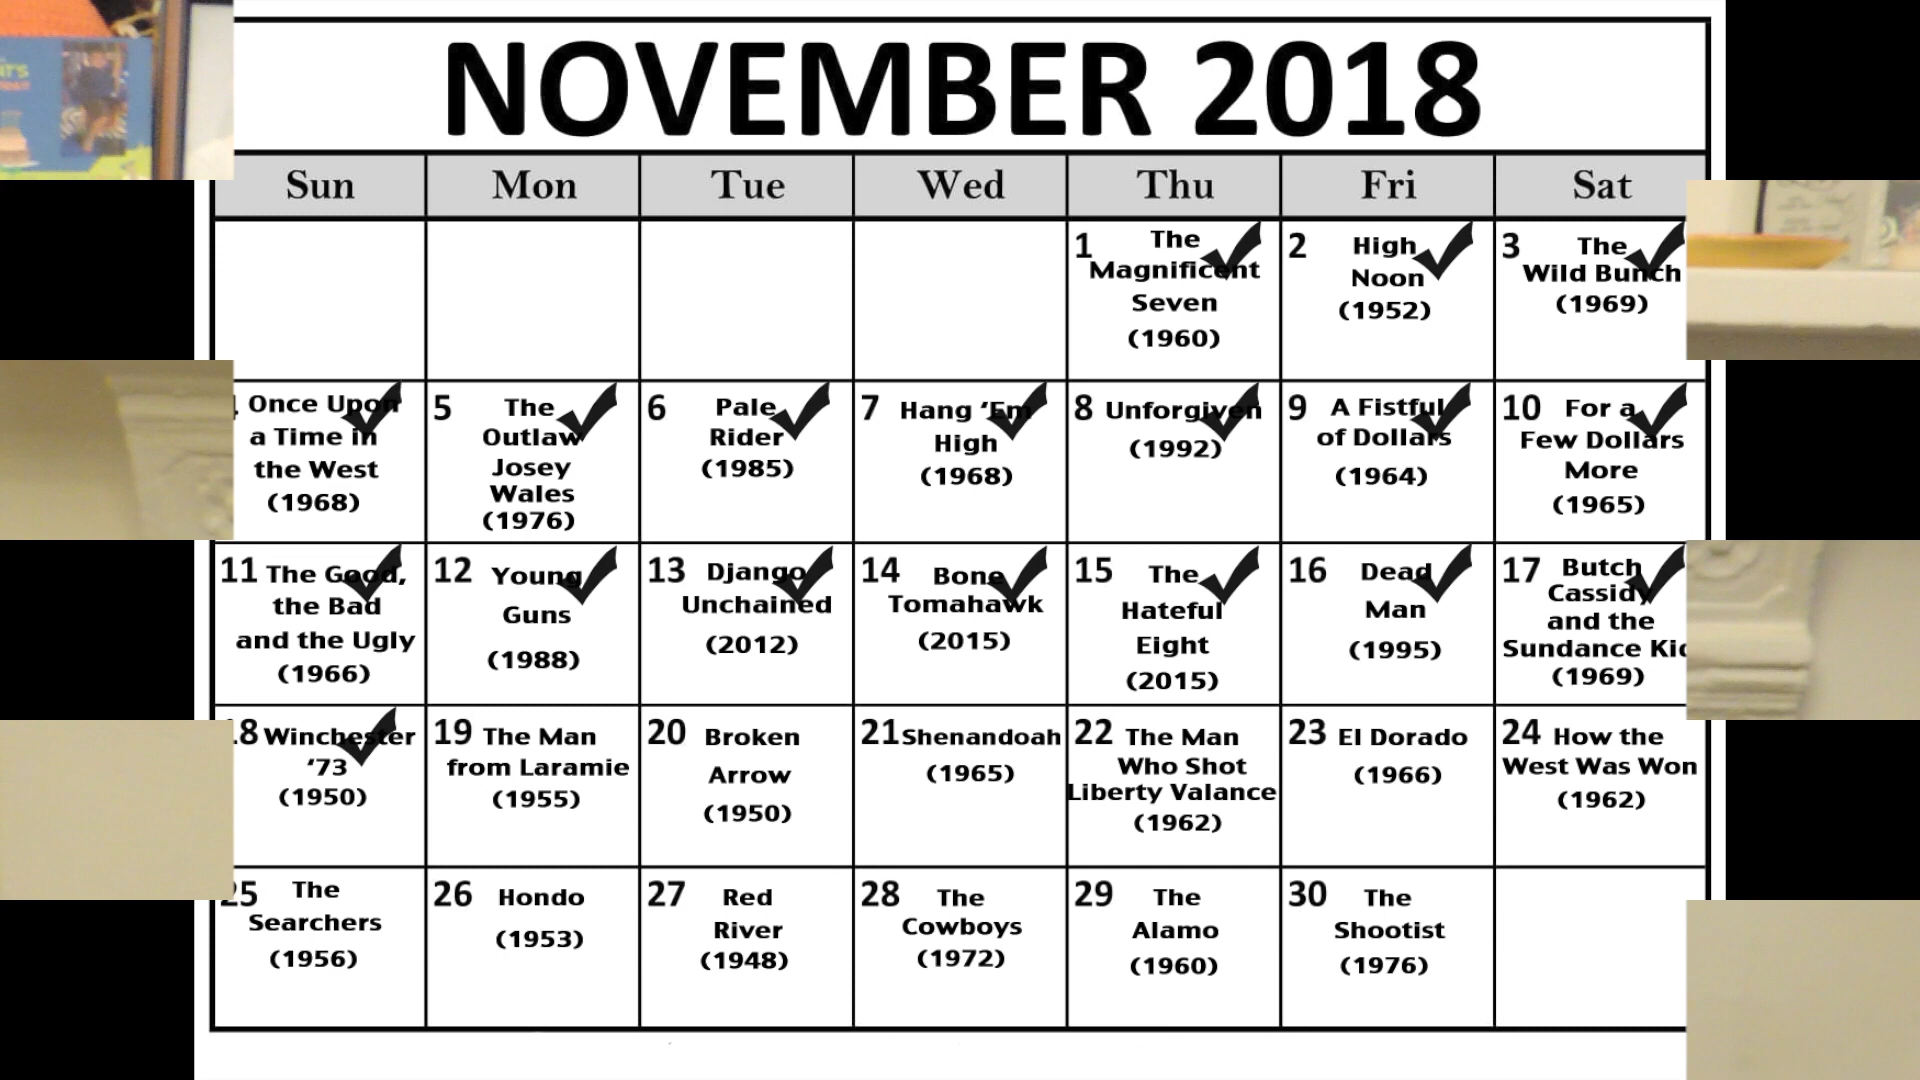 NOVEMBER 2018
Sun Mon Tue Wed Thu Fri Sat
1 The
Magnificent
Seven
(1960)
2 High
Noon
(1952)
3 The
Wild Bunch
(1969)
Once Upon
a Time in
the West
(1968)
5 The
Outlaw
Josey
Wales
(1976)
6 Pale
Rider
(1985)
7 Hang ‘Em
High
(1968)
8 Unforgiven
(1992)
9 A Fistful
of Dollars
(1964)
10 For a
Few Dollars
More
(1965)
11 The Good,
the Bad
and the Ugly
(1966)
12 Young
Guns
(1988)
13 Django
Unchained
(2012)
14 Bone
Tomahawk
(2015)
15 The
Hateful
Eight
(2015)
16 Dead
Man
(1995)
17 Butch
Cassidy
and the
Sundance Kid
(1969)
18 Winchester
‘73
(1950)
19 The Man
from Laramie
(1955)
20 Broken
Arrow
(1950)
21 Shenandoah
(1965)
22 The Man
Who Shot
Liberty Valance
(1962)
23 El Dorado
(1966)
24 How the
West Was Won
(1962)
25 The
Searchers
(1956)
26 Hondo
(1953)
27 Red
River
(1948)
28 The
Cowboys
(1972)
29 The
Alamo
(1960)
30 The
Shootist
(1976)